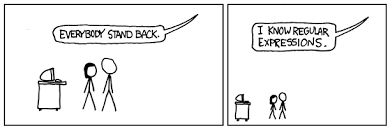 EVERYBODY STAND BACK.
I KNOW REGULAR
EXPRESSIONS.